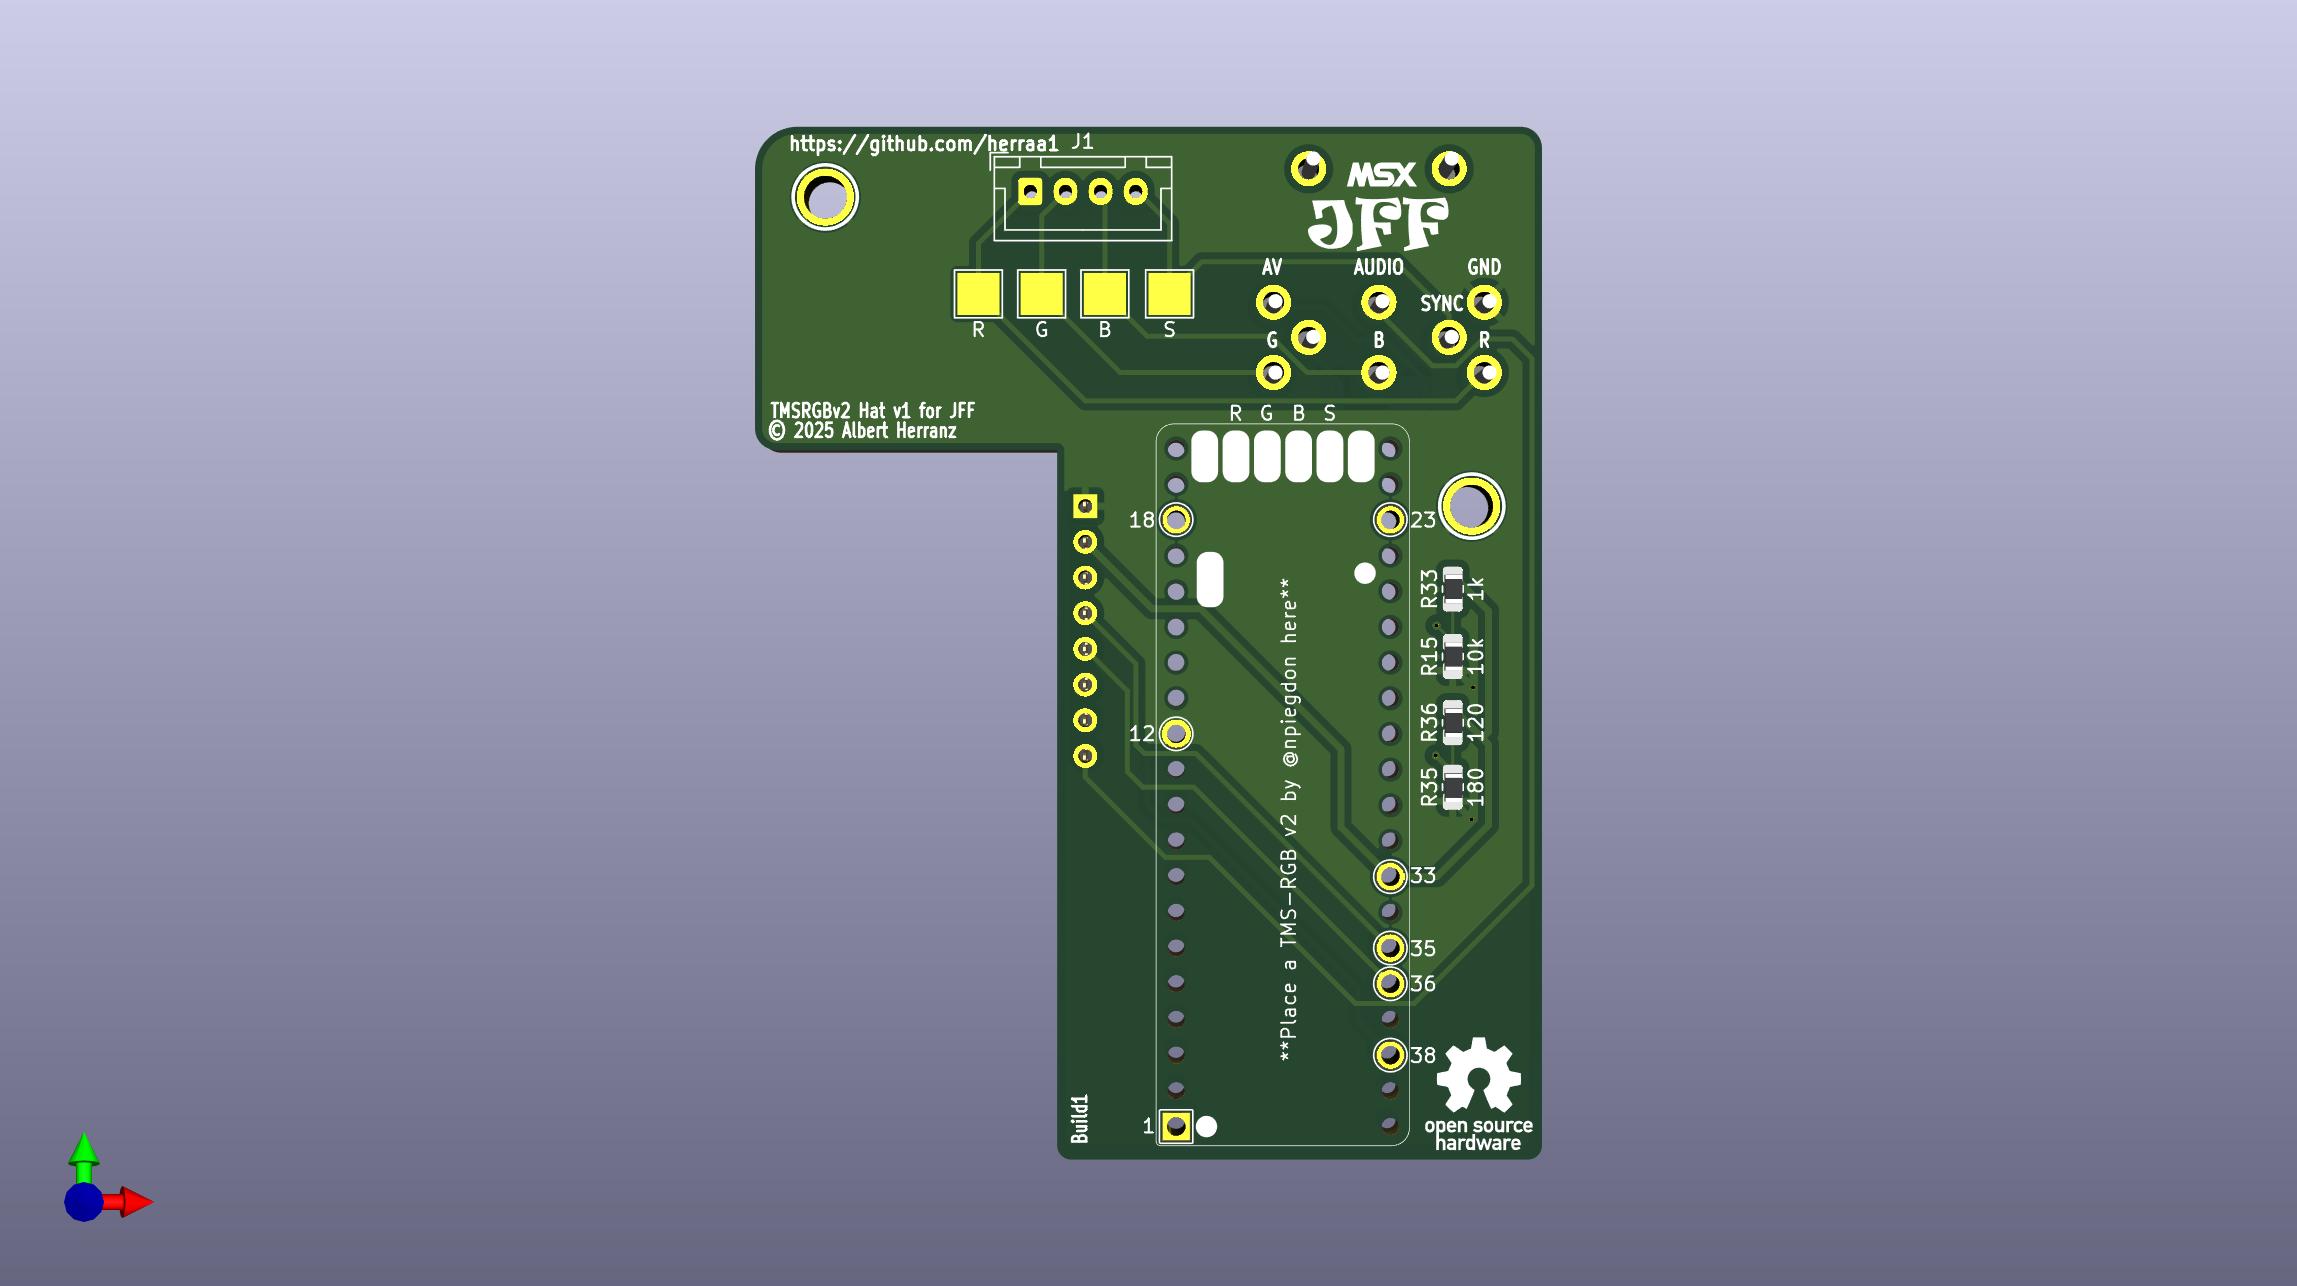 https://github.com/herraa1 J1
MSX
JFF
AV AUDIO GND
SYNC
R G B S
G B R
TMSRGBv2 Hat v1 for JFF
© 2025 Albert Herranz
R G B S
18 23
R33 1k
R15 10k
R36 120
R35 180
12
**Place a TMS-RGB v2 by @npiegdon here**
33
35
36
38
Build1
1
open source
hardware